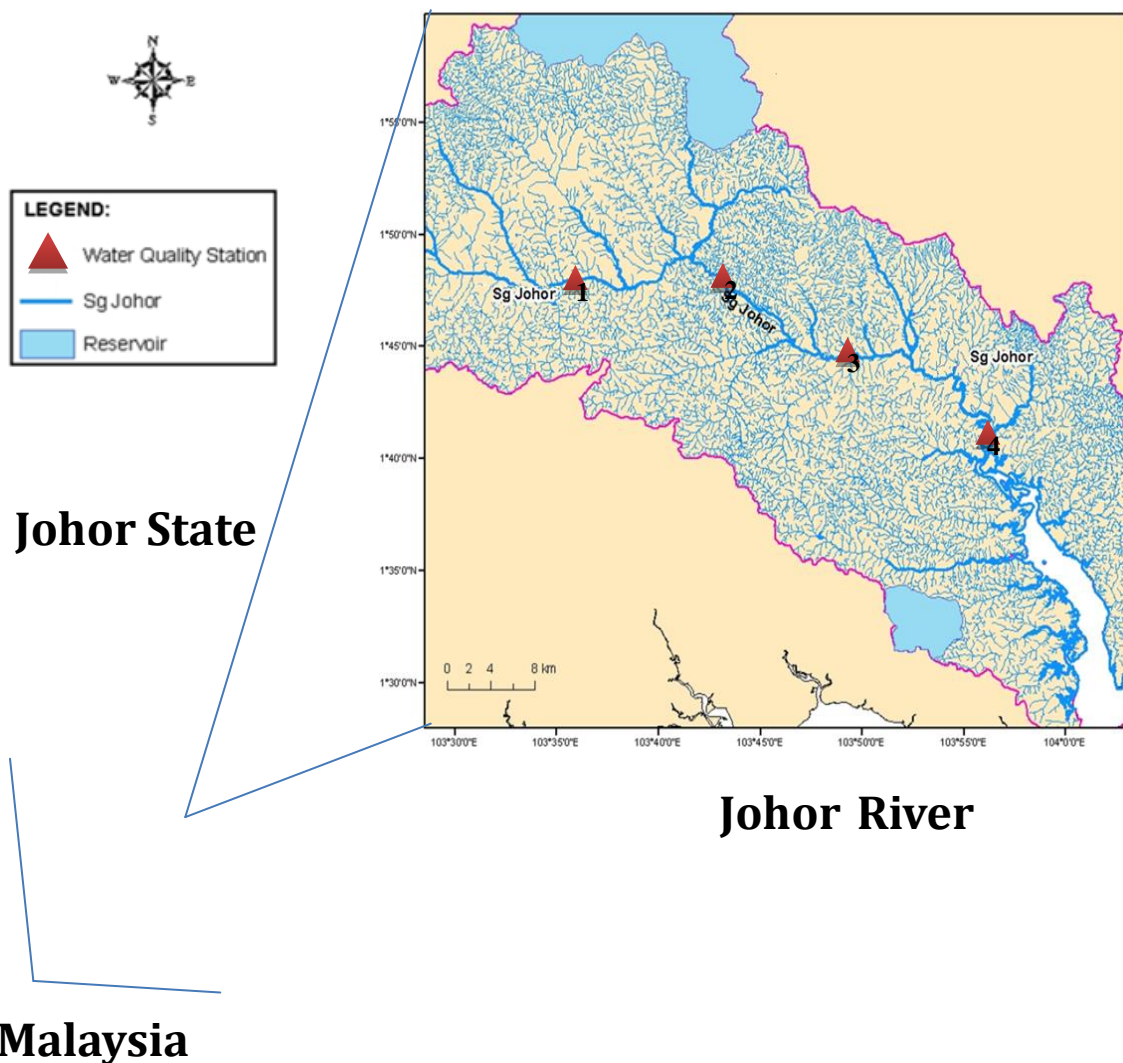 N
W E
S
LEGEND:
Water Quality Station
Sg Johor
Reservoir
Johor State
Malaysia
1°55'0"N
1°50'0"N
1°45'0"N
1°40'0"N
1°35'0"N
1°30'0"N
Sg Johor
1
2
Sg Johor
3
Sg Johor
4
0 2 4 8 km
103°30'0"E 103°35'0"E 103°40'0"E 103°45'0"E 103°50'0"E 103°55'0"E 104°0'0"E
Johor River